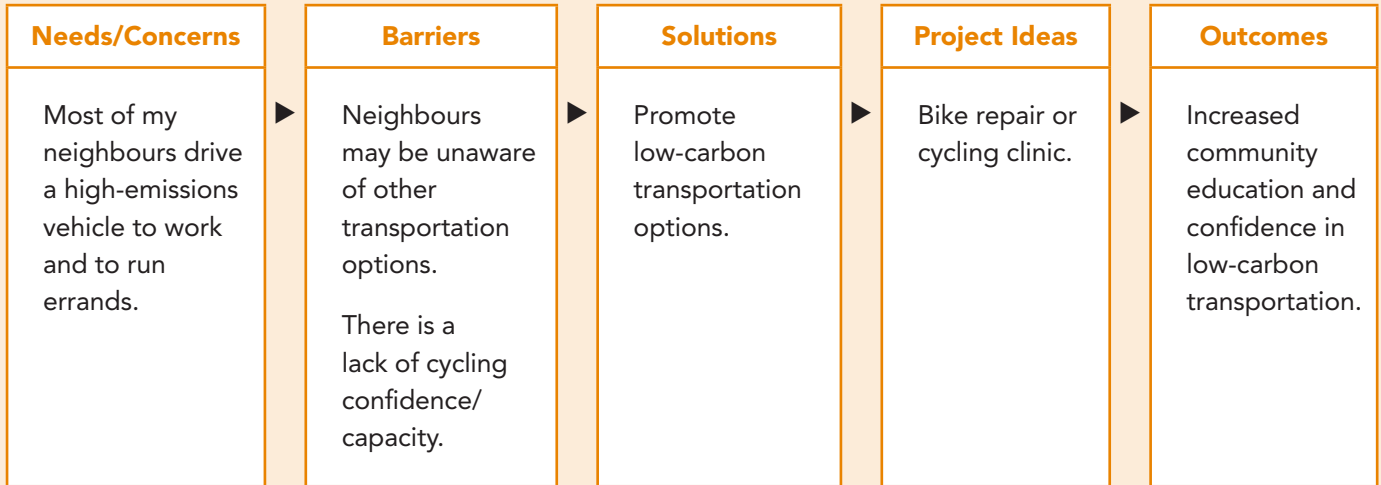 Needs/Concerns
Most of my
neighbours drive
a high-emissions
vehicle to work
and to run
errands.
Barriers
Neighbours
may be unaware
of other
transportation
options.
There is a
lack of cycling
confidence/
capacity.
Solutions
Promote
low-carbon
transportation
options.
Project Ideas
Bike repair or
cycling clinic.
Outcomes
Increased
community
education and
confidence in
low-carbon
transportation.